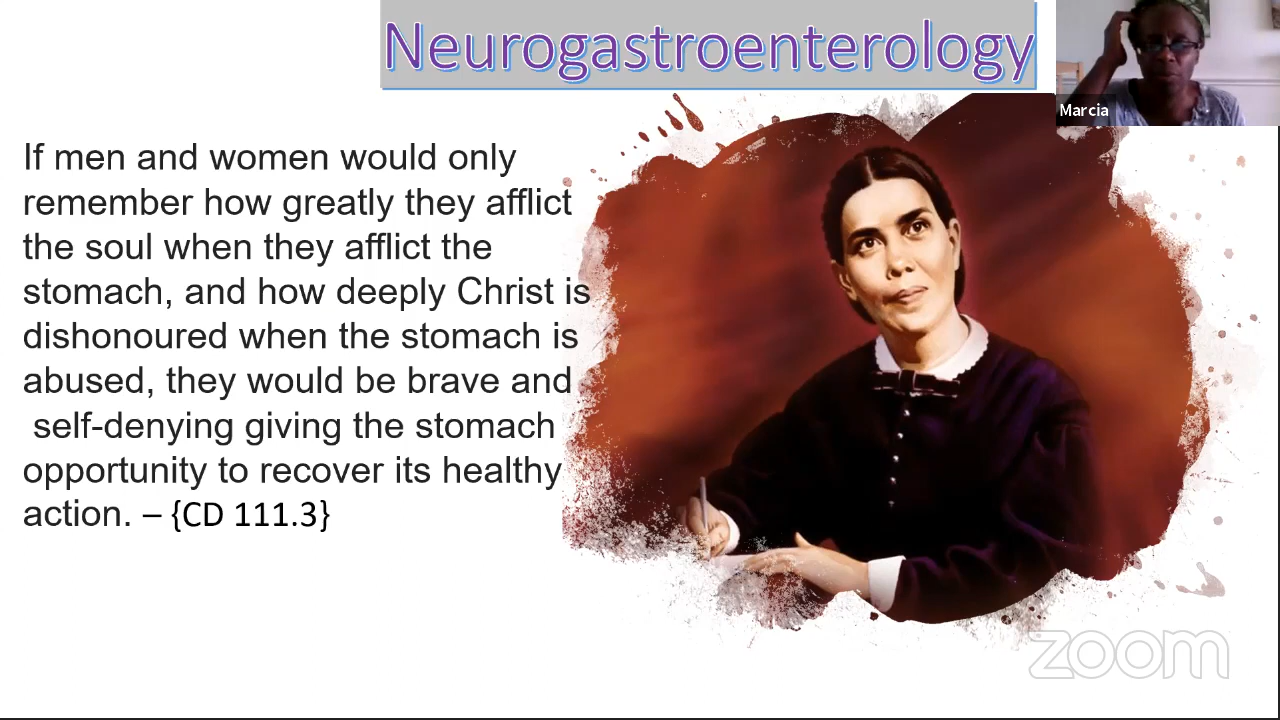 Neurogastroenterology
Marcia
If men and women would only
remember how greatly they afflict
the soul when they afflict the
stomach, and how deeply Christ is
dishonoured when the stomach is
abused, they would be brave and
self-denying giving the stomach
opportunity to recover its healthy
action. – {CD 111.3}
zoom